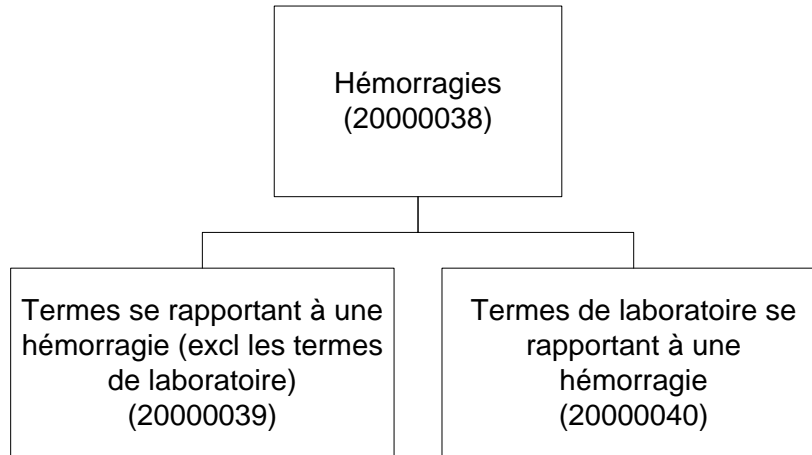 Hémorragies
(20000038)
Termes se rapportant à une
hémorragie (excl les termes
de laboratoire)
(20000039)
Termes de laboratoire se
rapportant à une
hémorragie
(20000040)